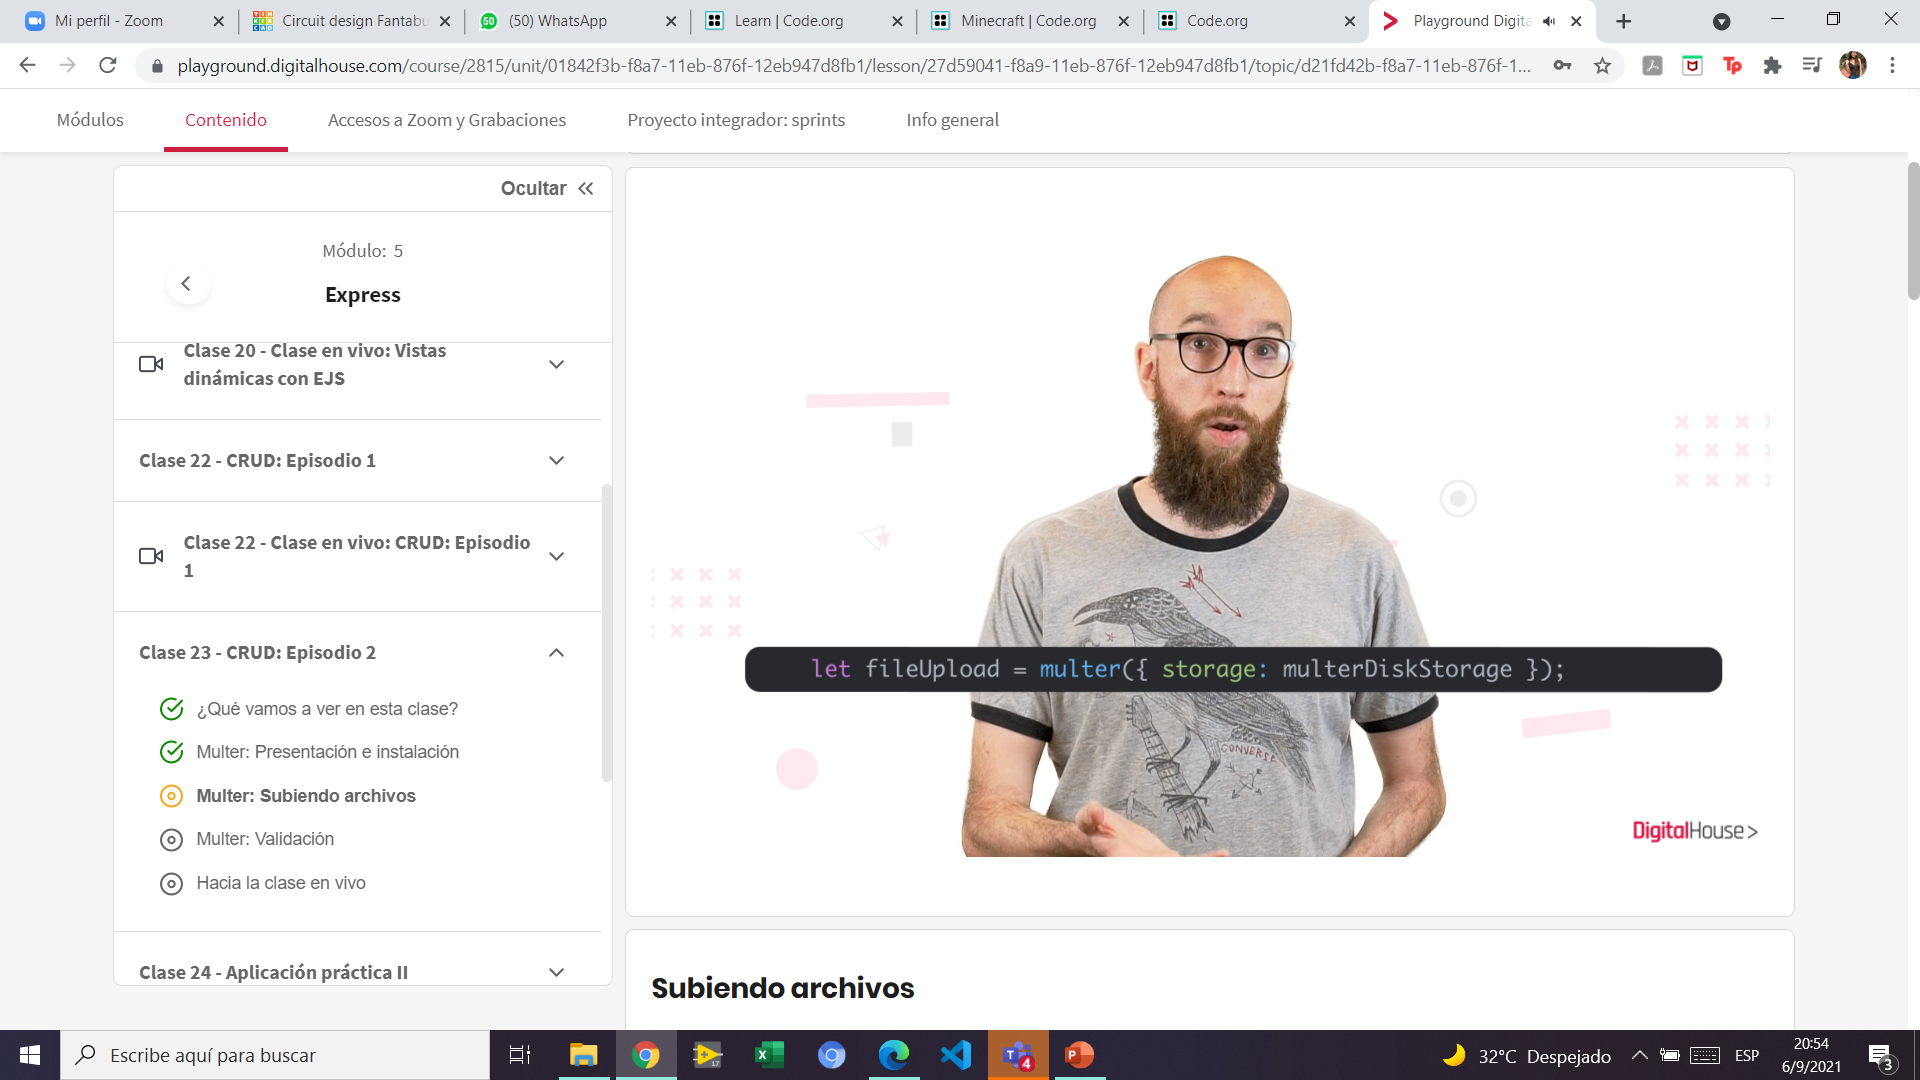 Mi perfil - Zoom
Circuit design Fantabu
(50) WhatsApp
Learn | Code.org
Minecraft | Code.org
Code.org
Playground Digita
playground.digitalhouse.com/course/2815/unit/01842f3b-f8a7-11eb-876f-12eb947d8fb1/lesson/27d59041-f8a9-11eb-876f-12eb947d8fb1/topic/d21fd42b-f8a7-11eb-876f-1...
Módulos
Contenido
Accesos a Zoom y Grabaciones
Proyecto integrador: sprints
Info general
Ocultar
Módulo: 5
Express
Clase 20 - Clase en vivo: Vistas
dinámicas con EJS
Clase 22 - CRUD: Episodio 1
Clase 22 - Clase en vivo: CRUD: Episodio
1
Clase 23 - CRUD: Episodio 2
¿Qué vamos a ver en esta clase?
Multer: Presentación e instalación
Multer: Subiendo archivos
Multer: Validación
Hacia la clase en vivo
Clase 24 - Aplicación práctica II
let fileUpload = multer({ storage: multerDiskStorage });
CONVERSE
DigitalHouse>
Subiendo archivos
Escribe aquí para buscar
32°C Despejado
ESP
20:54
6/9/2021
3